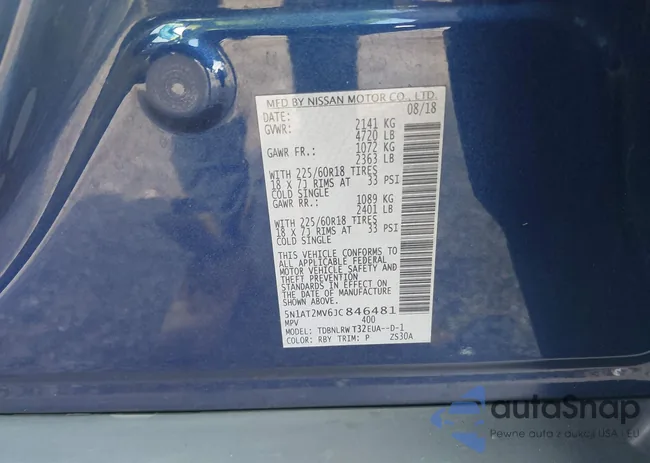 MFD BY NISSAN MOTOR CO., LTD.
DATE: 08/18
GVWR: 2141 KG
4720 LB
GAWR FR.: 1072 KG
2363 LB
WITH 225/60R18 TIRES
18 X 7J RIMS AT 33 PSI
COLD SINGLE
GAWR RR.: 1089 KG
2401 LB
WITH 225/60R18 TIRES
18 X 7J RIMS AT 33 PSI
COLD SINGLE
THIS VEHICLE CONFORMS TO
ALL APPLICABLE FEDERAL
MOTOR VEHICLE SAFETY AND
THEFT PREVENTION
STANDARDS IN EFFECT ON
THE DATE OF MANUFACTURE
SHOWN ABOVE.
5N1AT2MV6JC846481
MPV 400
MODEL: TDBNLRWT32EUA--D-1
COLOR: RBY TRIM: P ZS30A
autoSnap
Pewne auta z aukcji USA i EU